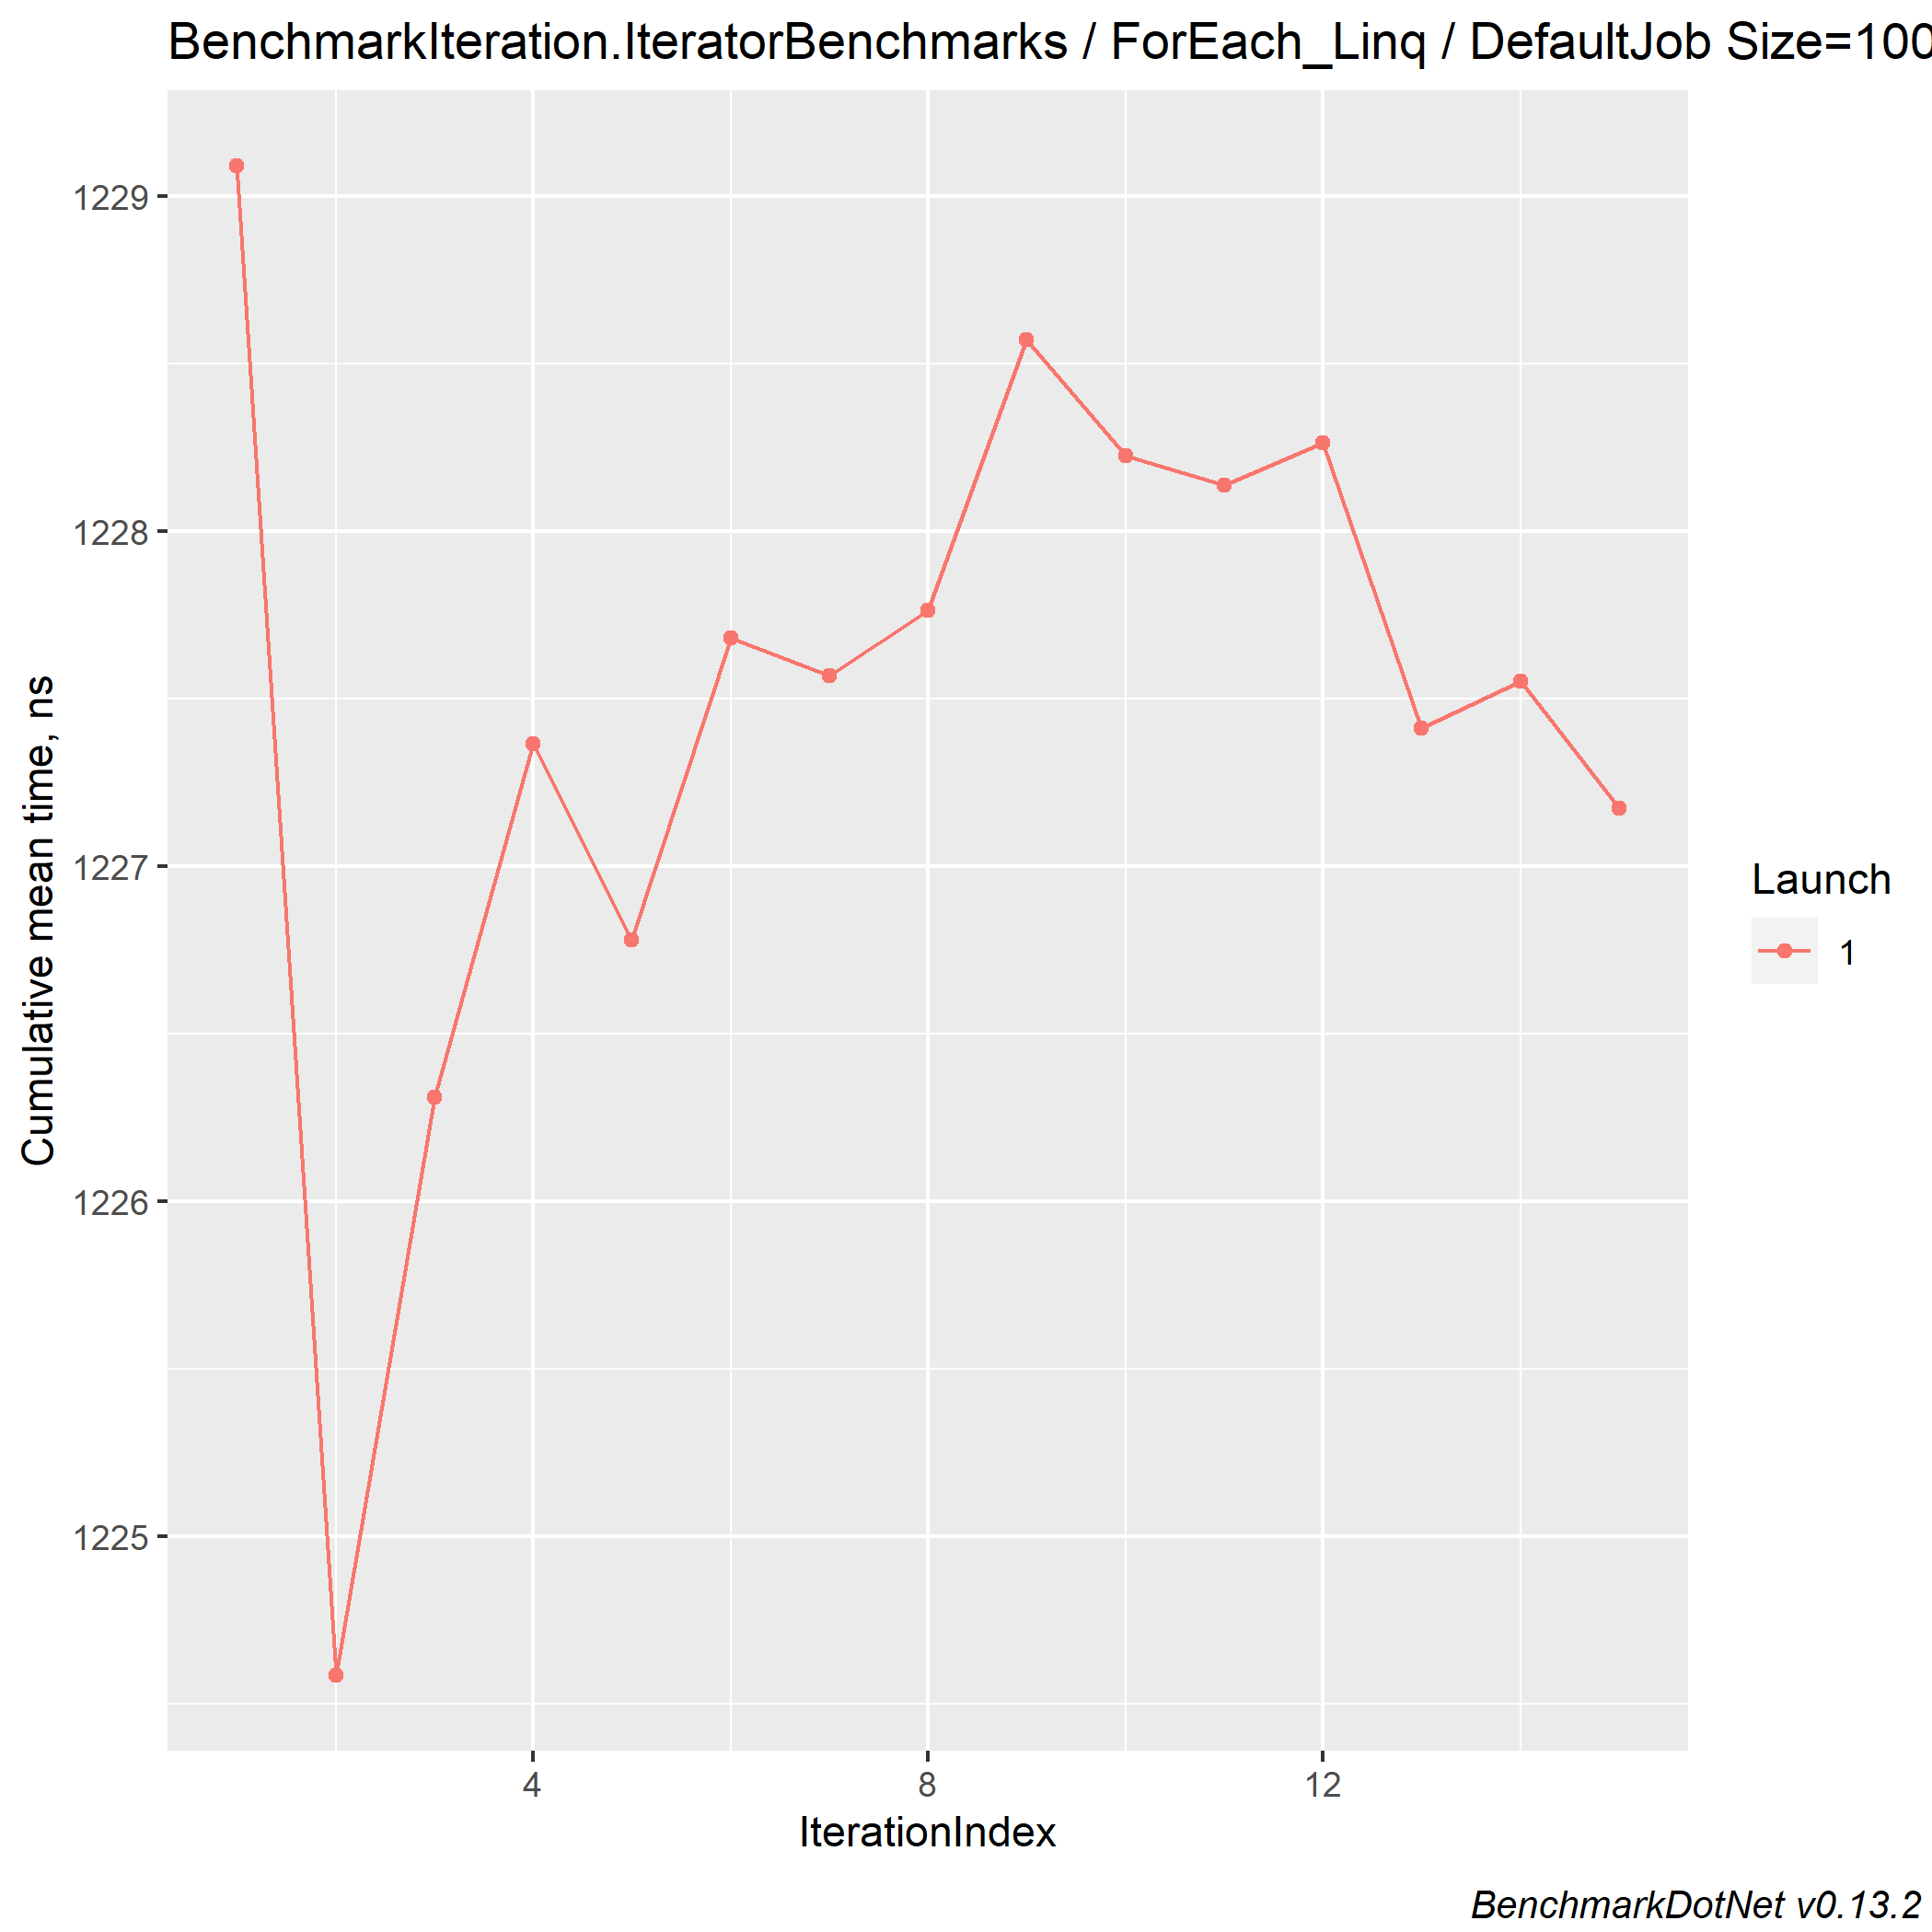 BenchmarkIteration.IteratorBenchmarks / ForEach_Linq / DefaultJob Size=100
1229
1228
1227
1226
1225
Cumulative mean time, ns
4
8
12
IterationIndex
Launch
1
BenchmarkDotNet v0.13.2